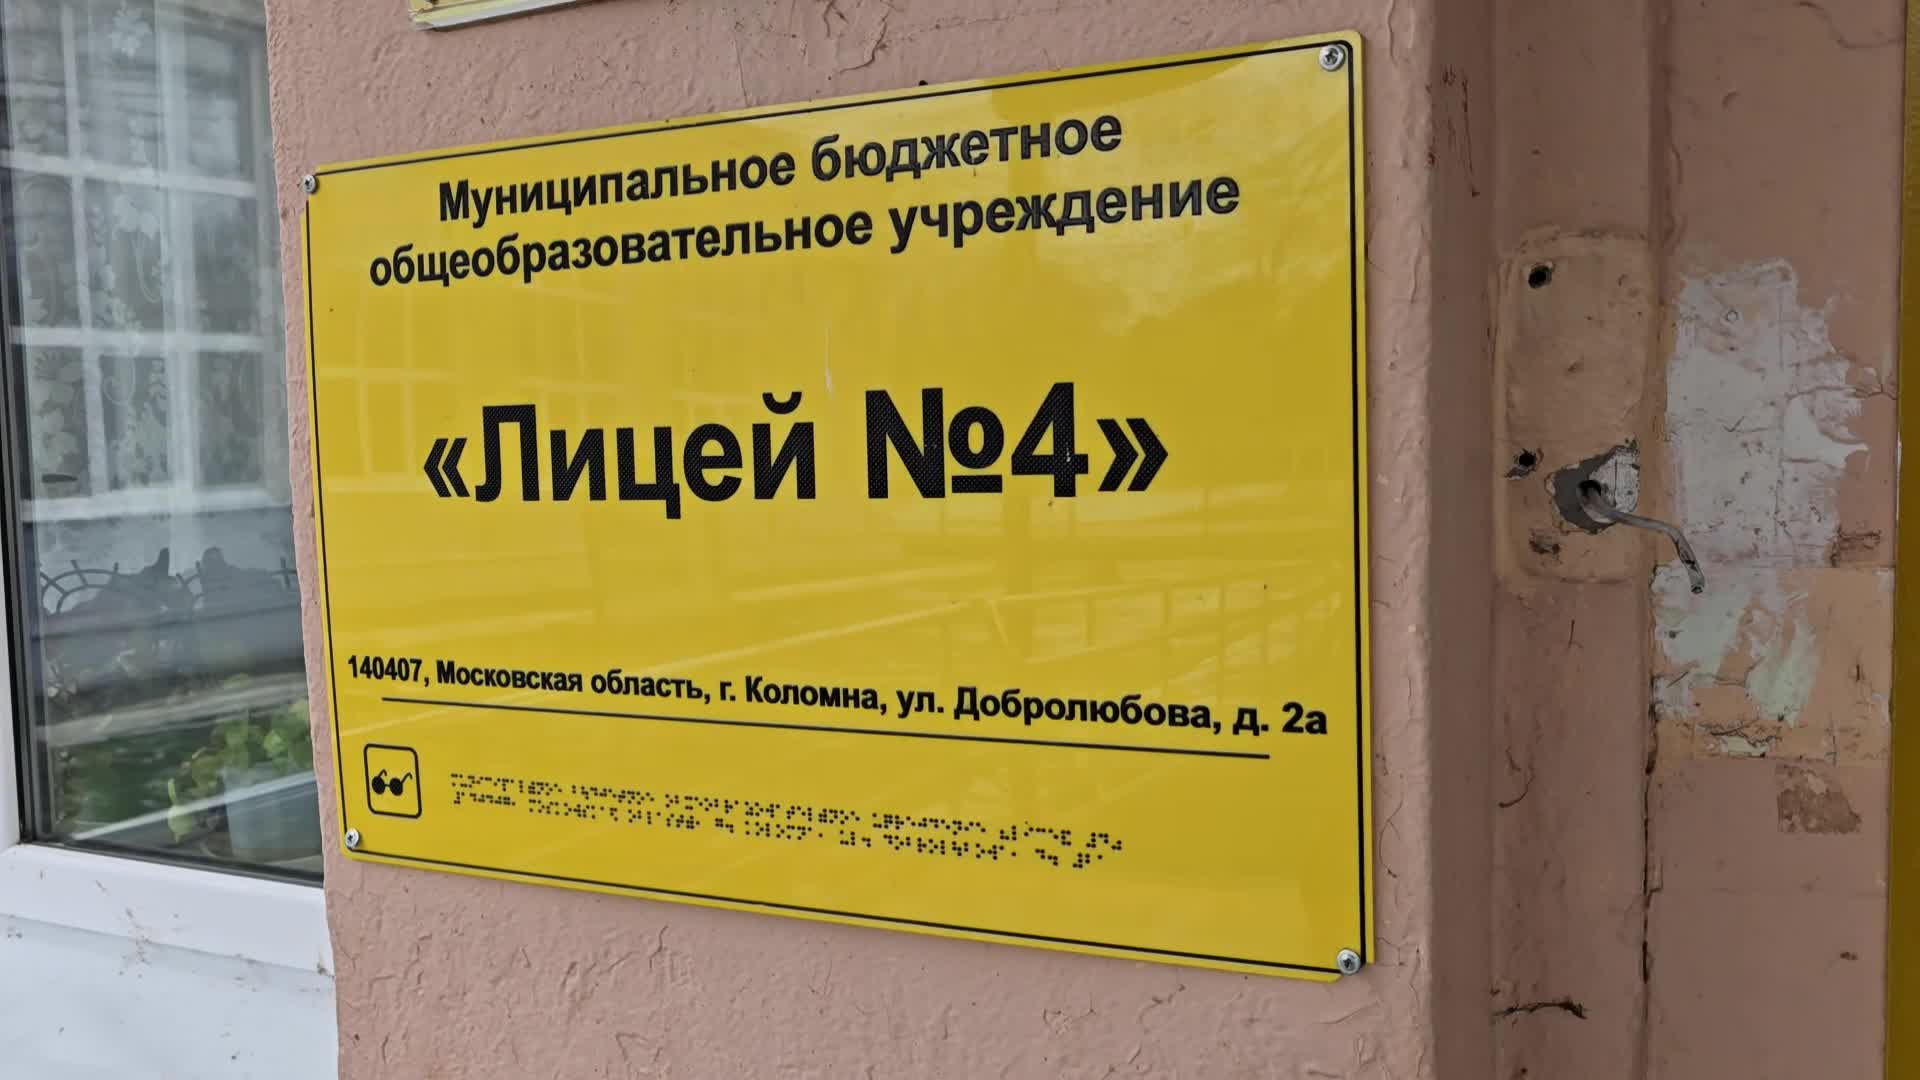 Муниципальное бюджетное
общеобразовательное учреждение
«Лицей №4»
140407, Московская область, г. Коломна, ул. Добролюбова, д. 2а